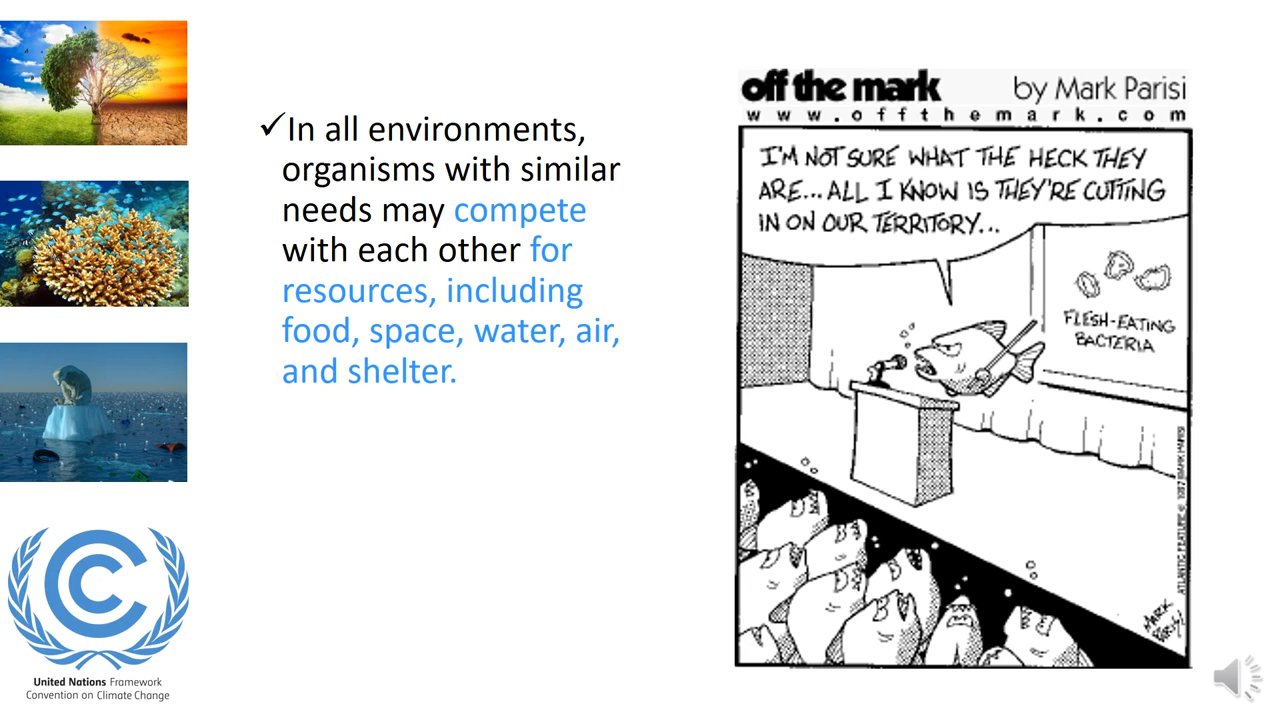 ✓In all environments,
organisms with similar
needs may compete
with each other for
resources, including
food, space, water, air,
and shelter.
off the mark by Mark Parisi
www.offthemark.com
I'M NOT SURE WHAT THE HECK THEY
ARE...ALL I KNOW IS THEY'RE CUTTING
IN ON OUR TERRITORY...
FLESH-EATING
BACTERIA
ATLANTIC FEATURE © 1997 MARK PARISI
MARK
PARISI
United Nations Framework
Convention on Climate Change